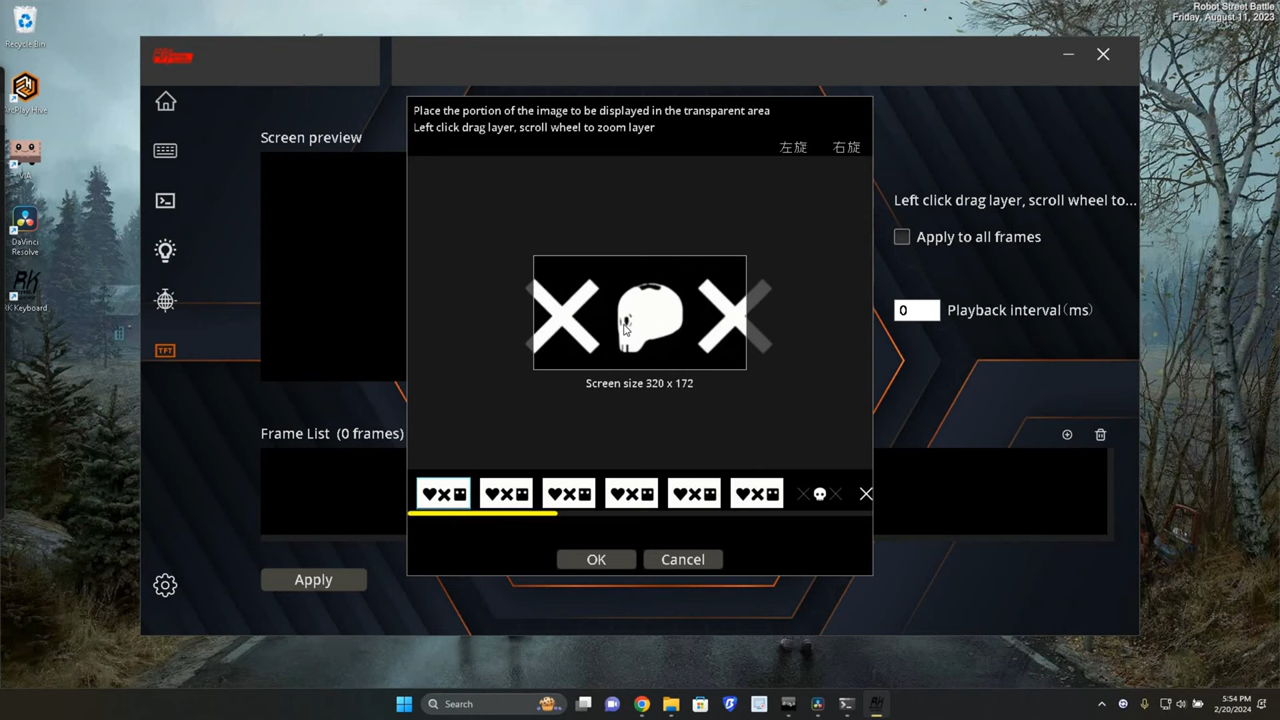 Robot Street Battle
Friday, August 11, 2023
Recycle Bin
VIA
DaVinci
Resolve
RK
RK Keyboard
Place the portion of the image to be displayed in the transparent area
Left click drag layer, scroll wheel to zoom layer
左旋 右旋
Screen preview
Left click drag layer, scroll wheel to...
Apply to all frames
0 Playback interval(ms)
Screen size 320 x 172
Frame List (0 frames)
TFT
OK Cancel
Apply
Search
5:54 PM
2/20/2024